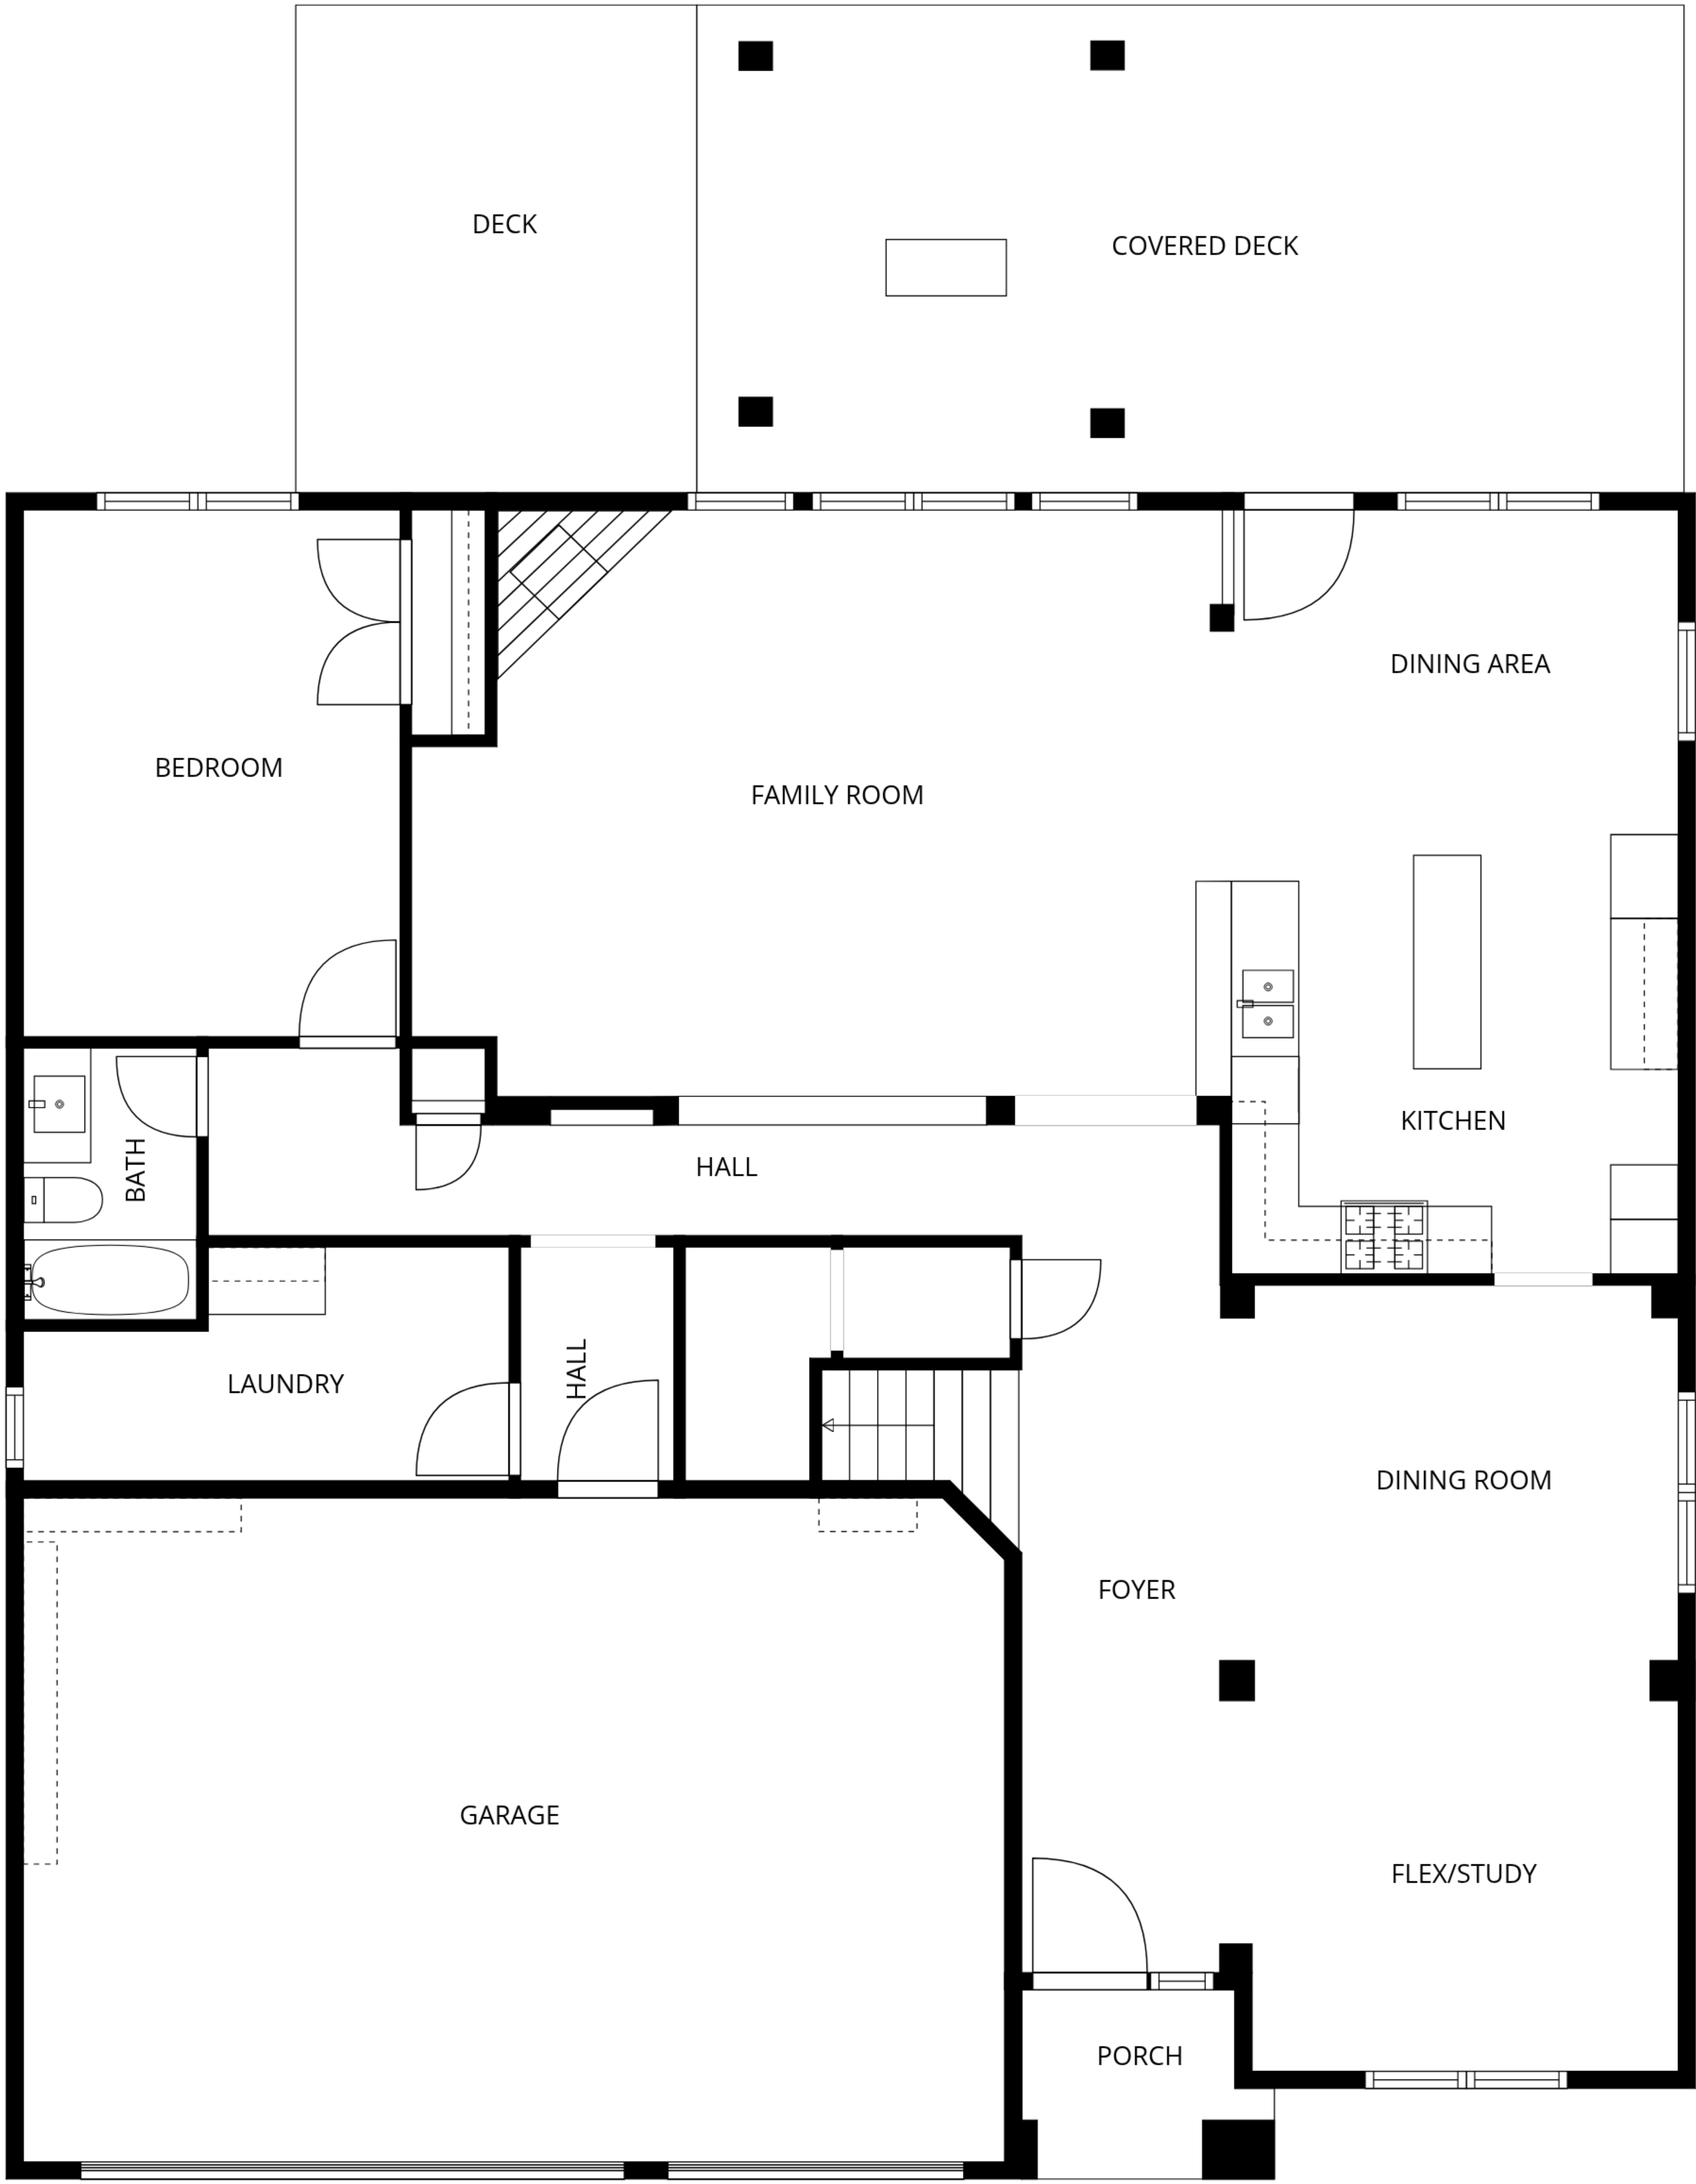 DECK
COVERED DECK
DINING AREA
BEDROOM
FAMILY ROOM
KITCHEN
BATH
HALL
HALL
LAUNDRY
DINING ROOM
FOYER
GARAGE
FLEX/STUDY
PORCH